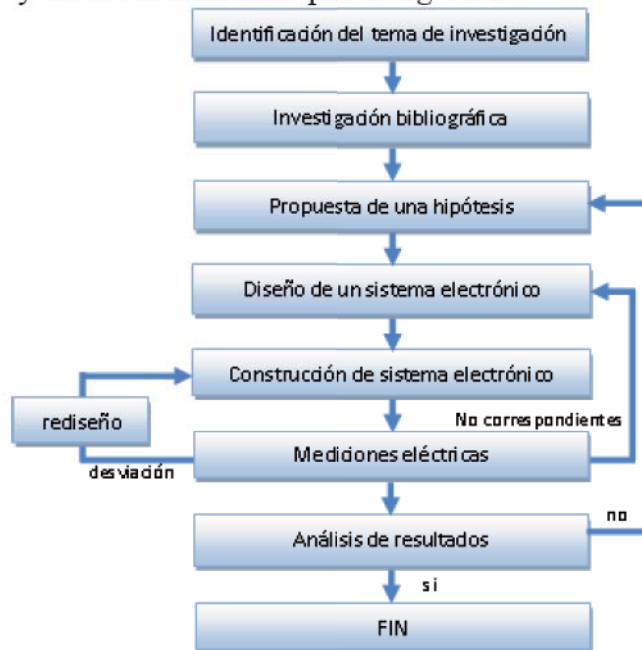 Identificación del tema de investigación
Investigación bibliográfica
Propuesta de una hipótesis
Diseño de un sistema electrónico
Construcción de sistema electrónico
rediseño
No correspondientes
Mediciones eléctricas
desviación
no
Análisis de resultados
si
FIN